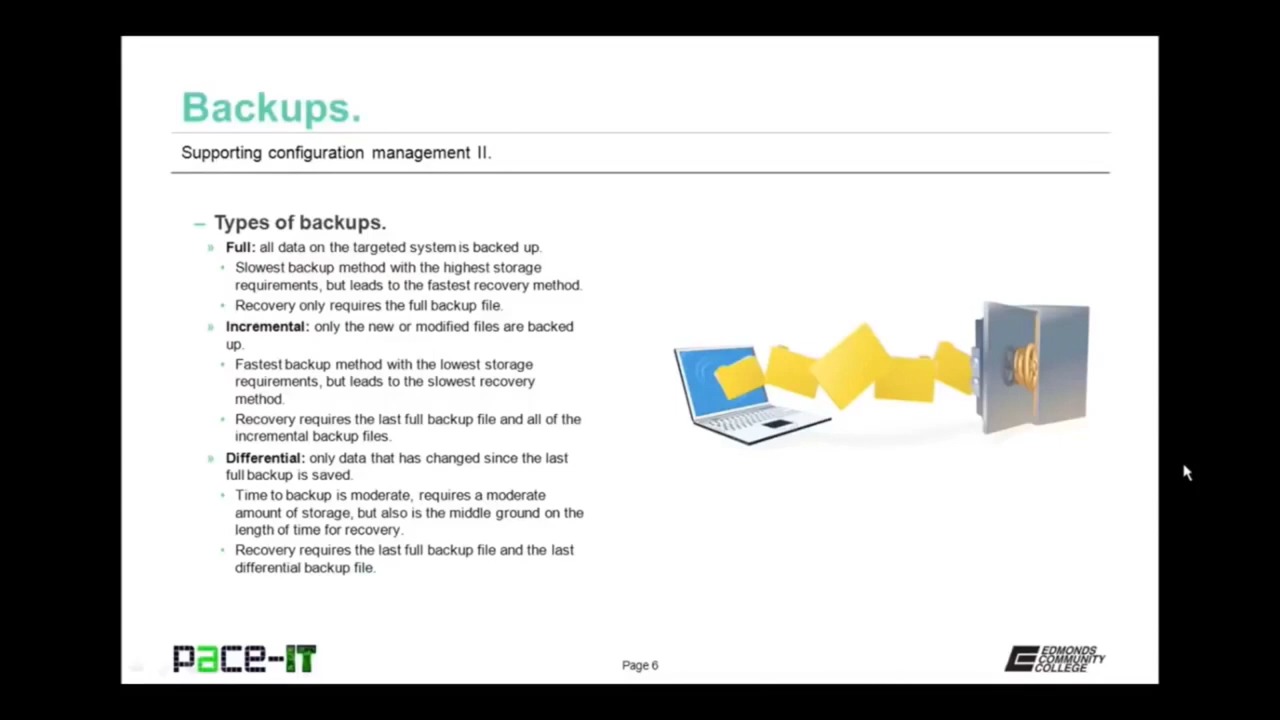 Backups.
Supporting configuration management II.
– Types of backups.
» Full: all data on the targeted system is backed up.
• Slowest backup method with the highest storage
requirements, but leads to the fastest recovery method.
• Recovery only requires the full backup file.
» Incremental: only the new or modified files are backed
up.
• Fastest backup method with the lowest storage
requirements, but leads to the slowest recovery
method.
• Recovery requires the last full backup file and all of the
incremental backup files.
» Differential: only data that has changed since the last
full backup is saved.
• Time to backup is moderate, requires a moderate
amount of storage, but also is the middle ground on the
length of time for recovery.
• Recovery requires the last full backup file and the last
differential backup file.
pace-IT
Page 6
EDMONDS
COMMUNITY
COLLEGE